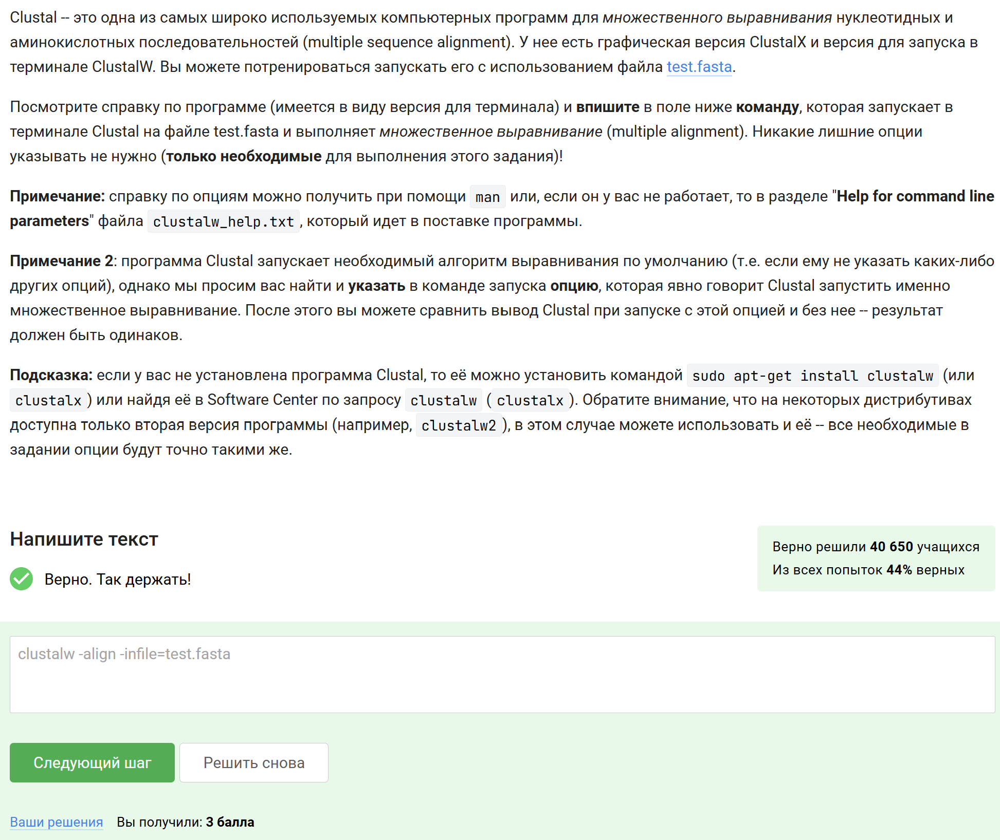 Clustal -- это одна из самых широко используемых компьютерных программ для множественного выравнивания нуклеотидных и
аминокислотных последовательностей (multiple sequence alignment). У нее есть графическая версия ClustalX и версия для запуска в
терминале ClustalW. Вы можете потренироваться запускать его с использованием файла test.fasta.
Посмотрите справку по программе (имеется в виду версия для терминала) и впишите в поле ниже команду, которая запускает в
терминале Clustal на файле test.fasta и выполняет множественное выравнивание (multiple alignment). Никакие лишние опции
указывать не нужно (только необходимые для выполнения этого задания)!
Примечание: справку по опциям можно получить при помощи man или, если он у вас не работает, то в разделе "Help for command line
parameters" файла clustalw_help.txt, который идет в поставке программы.
Примечание 2: программа Clustal запускает необходимый алгоритм выравнивания по умолчанию (т.е. если ему не указать каких-либо
других опций), однако мы просим вас найти и указать в команде запуска опцию, которая явно говорит Clustal запустить именно
множественное выравнивание. После этого вы можете сравнить вывод Clustal при запуске с этой опцией и без нее -- результат
должен быть одинаков.
Подсказка: если у вас не установлена программа Clustal, то её можно установить командой sudo apt-get install clustalw (или
clustalx) или найдя её в Software Center по запросу clustalw (clustalx). Обратите внимание, что на некоторых дистрибутивах
доступна только вторая версия программы (например, clustalw2), в этом случае можете использовать и её -- все необходимые в
задании опции будут точно такими же.
Напишите текст
Верно решили 40 650 учащихся
Из всех попыток 44% верных
Верно. Так держать!
clustalw -align -infile=test.fasta
Следующий шаг
Решить снова
Ваши решения Вы получили: 3 балла